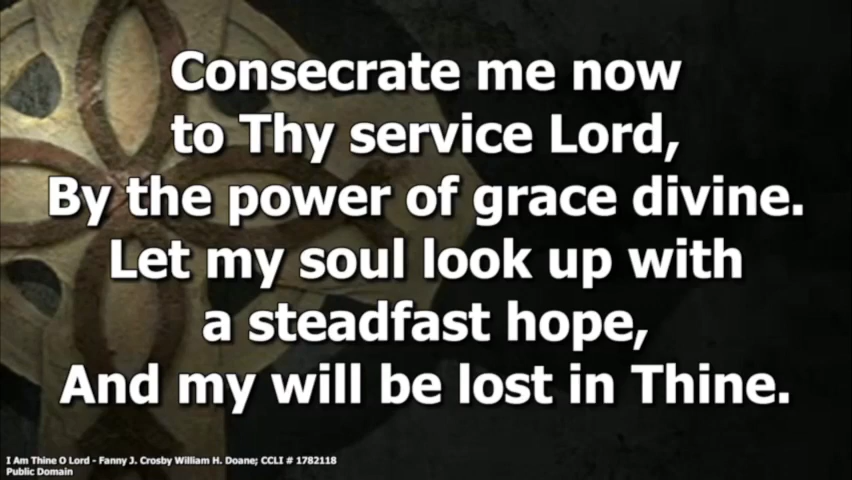 Consecrate me now
to Thy service Lord,
By the power of grace divine.
Let my soul look up with
a steadfast hope,
And my will be lost in Thine.
I Am Thine O Lord - Fanny J. Crosby William H. Doane; CCLI # 1782118
Public Domain